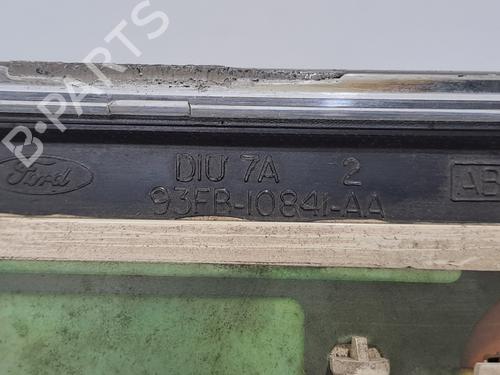 B-PARTS
Ford
DIU 7A 2
93FB-10841-AA
AB